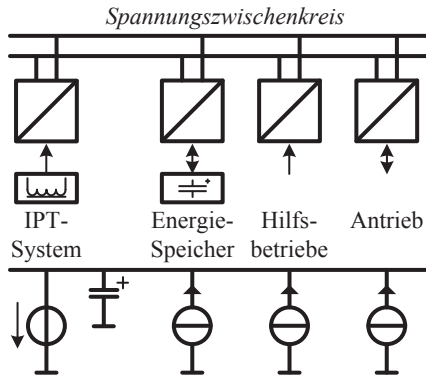 Spannungszwischenkreis
+
IPT-
System
Energie-
Speicher
Hilfs-
betriebe
Antrieb
+